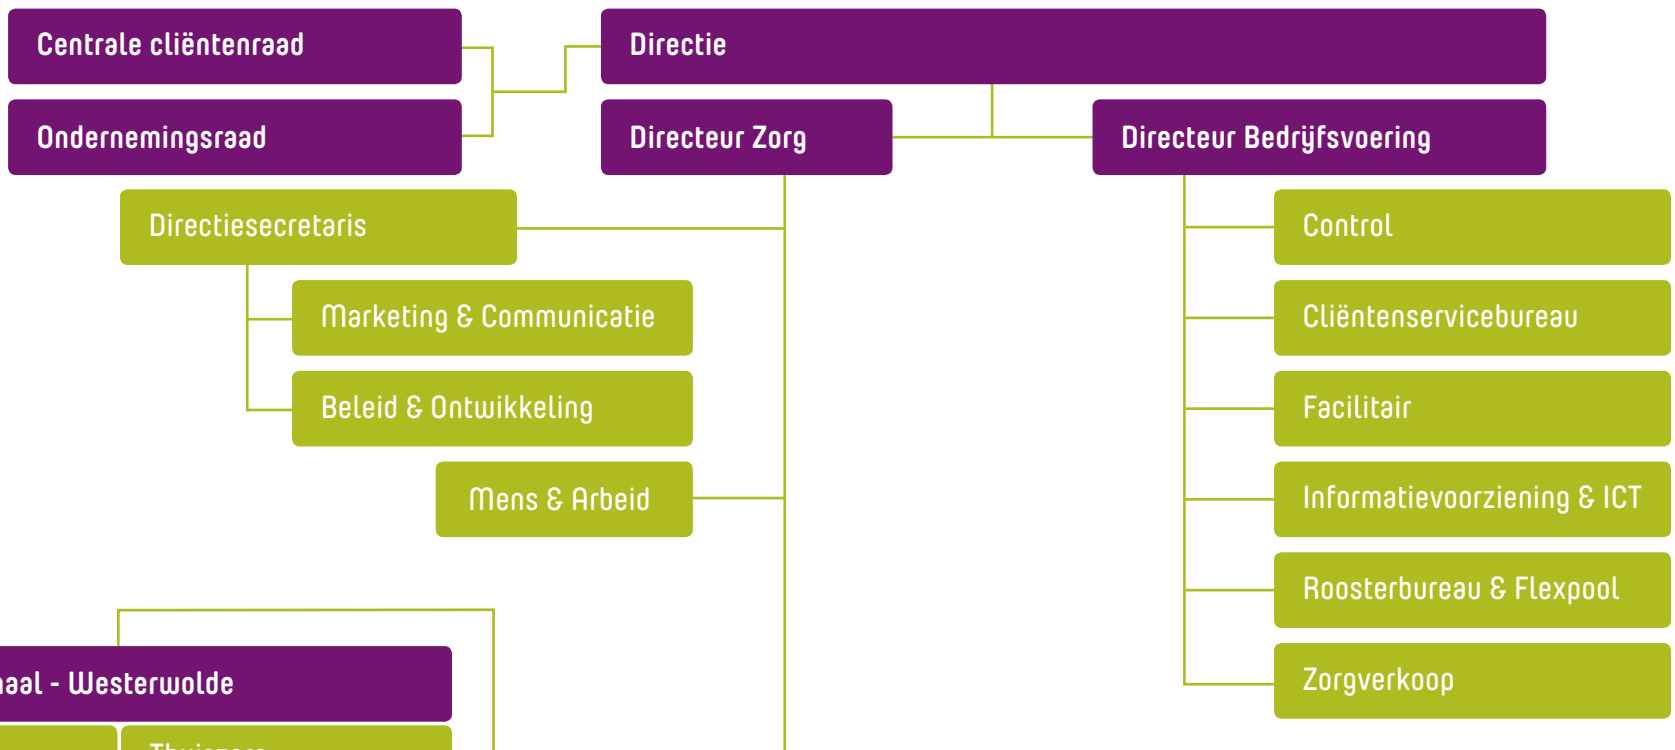 Centrale cliëntenraad
Directie
Ondernemingsraad
Directeur Zorg
Directeur Bedrijfsvoering
Directiesecretaris
Control
Marketing & Communicatie
Cliëntenservicebureau
Beleid & Ontwikkeling
Facilitair
Mens & Arbeid
Informatievoorziening & ICT
Roosterbureau & Flexpool
- Westerwolde
Zorgverkoop